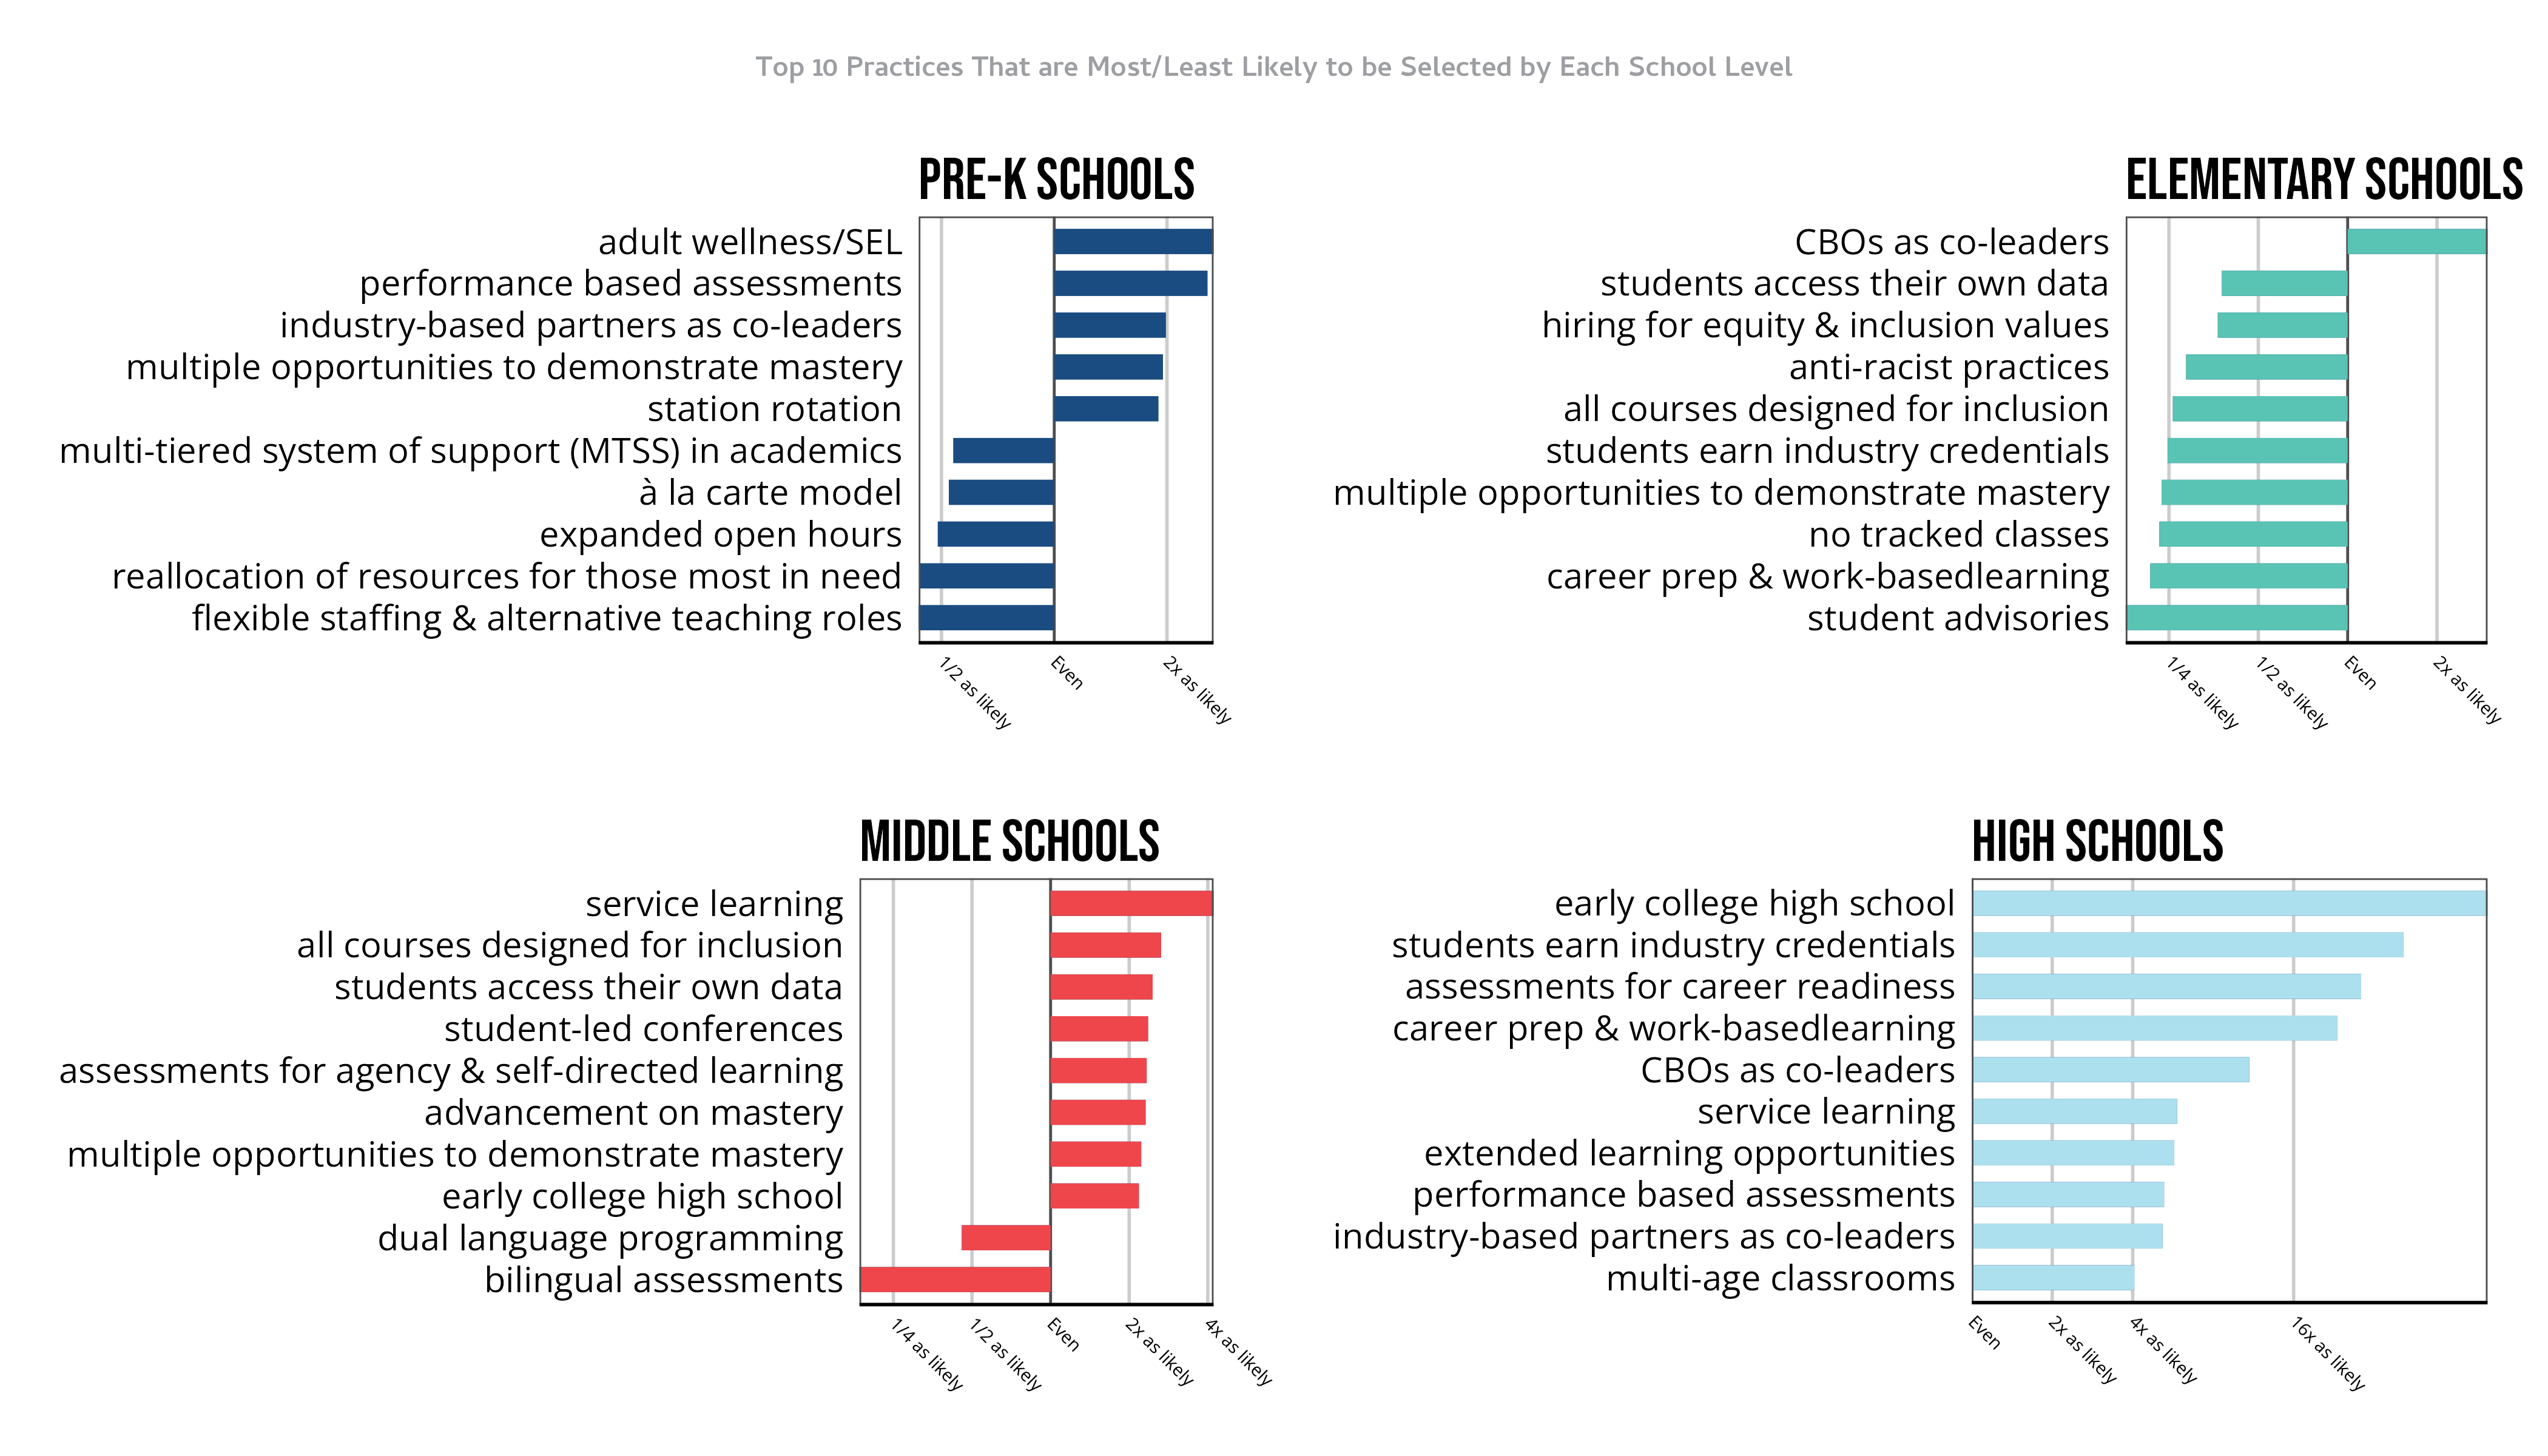 Top 10 Practices That are Most/Least Likely to be Selected by Each School Level
PRE-K SCHOOLS
adult wellness/SEL
performance based assessments
industry-based partners as co-leaders
multiple opportunities to demonstrate mastery
station rotation
multi-tiered system of support (MTSS) in academics
à la carte model
expanded open hours
reallocation of resources for those most in need
flexible staffing & alternative teaching roles
1/2 as likely
Even
2x as likely
ELEMENTARY SCHOOLS
CBOs as co-leaders
students access their own data
hiring for equity & inclusion values
anti-racist practices
all courses designed for inclusion
students earn industry credentials
multiple opportunities to demonstrate mastery
no tracked classes
career prep & work-basedlearning
student advisories
1/4 as likely
1/2 as likely
Even
2x as likely
MIDDLE SCHOOLS
service learning
all courses designed for inclusion
students access their own data
student-led conferences
assessments for agency & self-directed learning
advancement on mastery
multiple opportunities to demonstrate mastery
early college high school
dual language programming
bilingual assessments
1/4 as likely
1/2 as likely
Even
2x as likely
4x as likely
HIGH SCHOOLS
early college high school
students earn industry credentials
assessments for career readiness
career prep & work-basedlearning
CBOs as co-leaders
service learning
extended learning opportunities
performance based assessments
industry-based partners as co-leaders
multi-age classrooms
Even
2x as likely
4x as likely
16x as likely